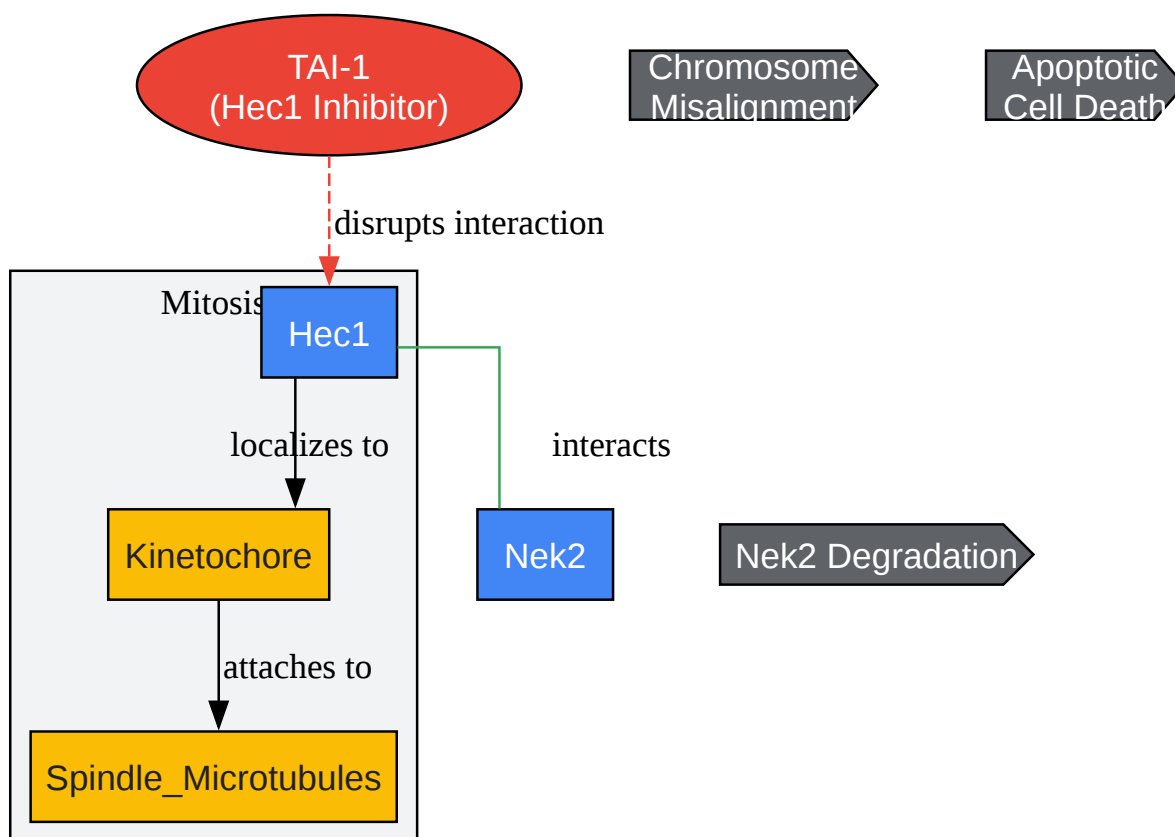 TAI-1
(Hec1 Inhibitor)
Chromosome
Misalignment
Apoptotic
Cell Death
disrupts interaction
Mitosis
Hec1
localizes to
interacts
Kinetochore
Nek2
Nek2 Degradation
attaches to
Spindle_Microtubules